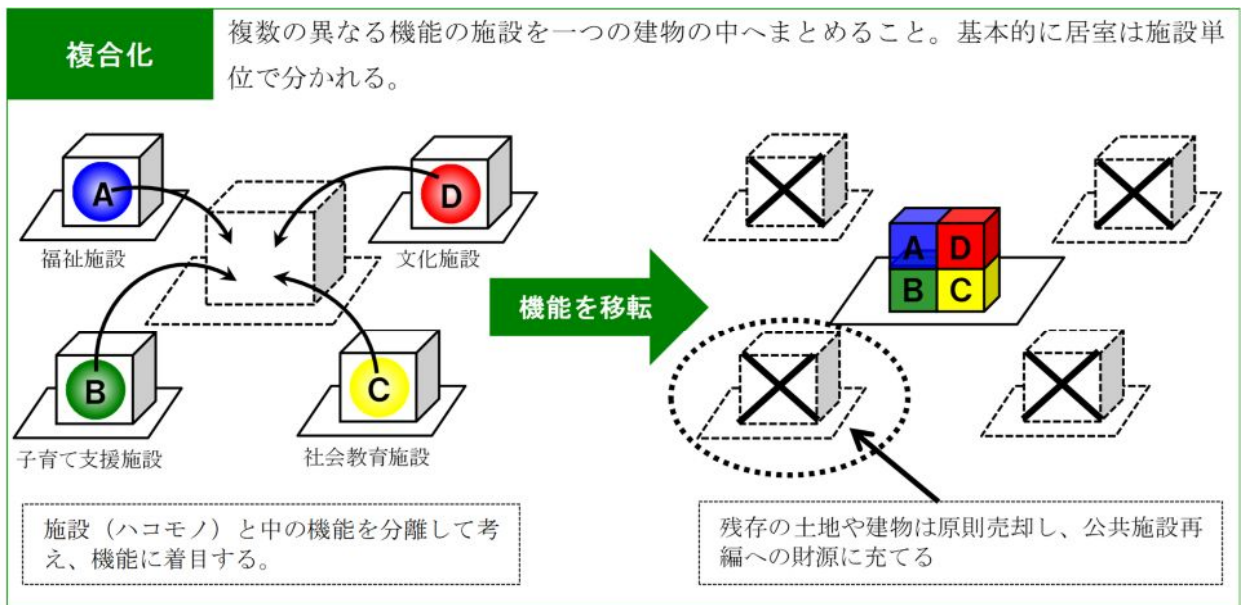 複合化
複数の異なる機能の施設を一つの建物の中へまとめること。基本的に居室は施設単
位で分かれる。
A
福祉施設
D
文化施設
B
子育て支援施設
C
社会教育施設
機能を移転
A D
B C
施設（ハコモノ）と中の機能を分離して考
え、機能に着目する。
残存の土地や建物は原則売却し、公共施設再
編への財源に充てる